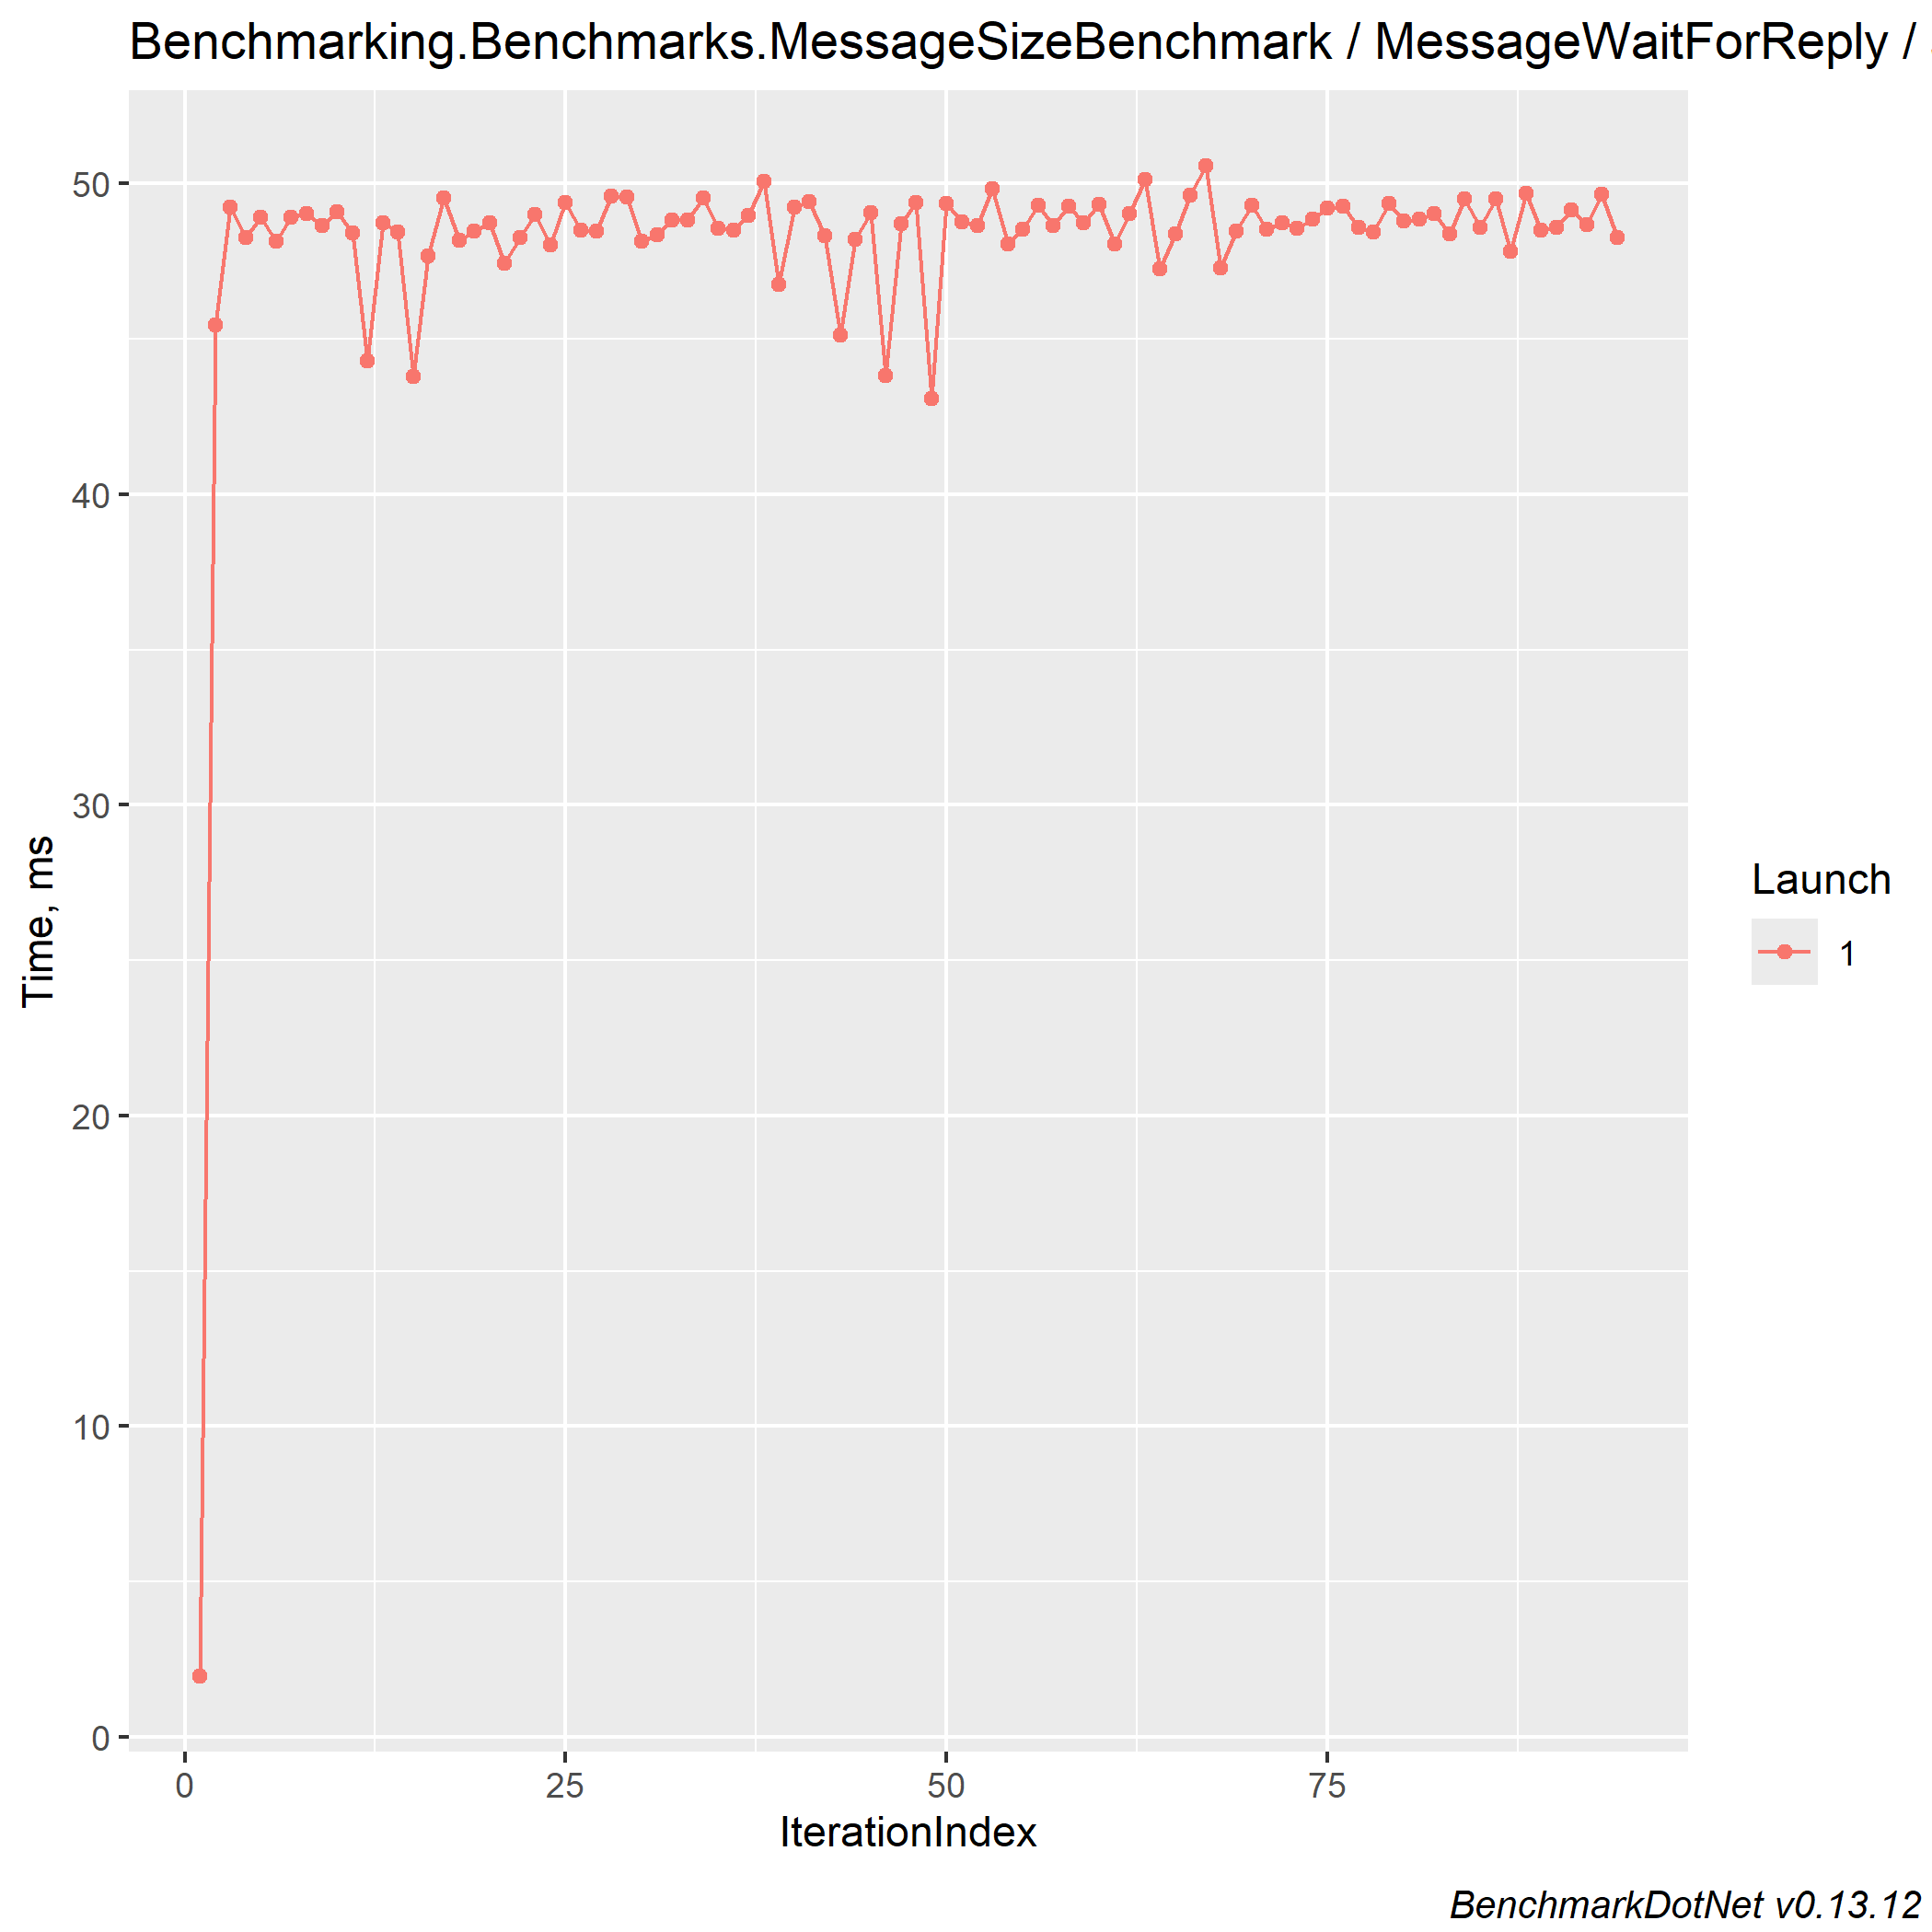 Benchmarking.Benchmarks.MessageSizeBenchmark / MessageWaitForReply /
50
40
30
20
10
0
Time, ms
0 25 50 75
IterationIndex
Launch
1
BenchmarkDotNet v0.13.12